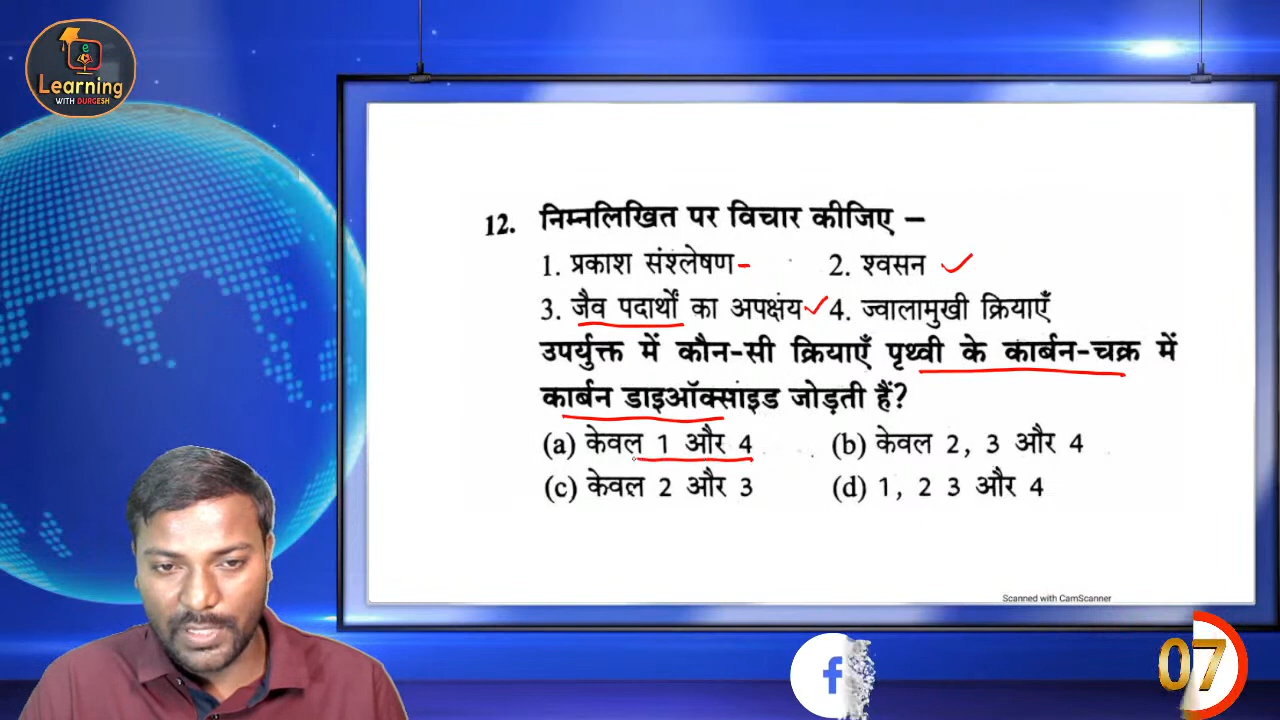 e
Learning
WITH DURGESH
12. निम्नलिखित पर विचार कीजिए –
1. प्रकाश संश्लेषण 2. श्वसन
3. जैव पदार्थों का अपक्षंय 4. ज्वालामुखी क्रियाएँ
उपर्युक्त में कौन-सी क्रियाएँ पृथ्वी के कार्बन-चक्र में
कार्बन डाइऑक्साइड जोड़ती हैं?
(a) केवल 1 और 4 (b) केवल 2, 3 और 4
(c) केवल 2 और 3 (d) 1, 2 3 और 4
Scanned with CamScanner
f
07